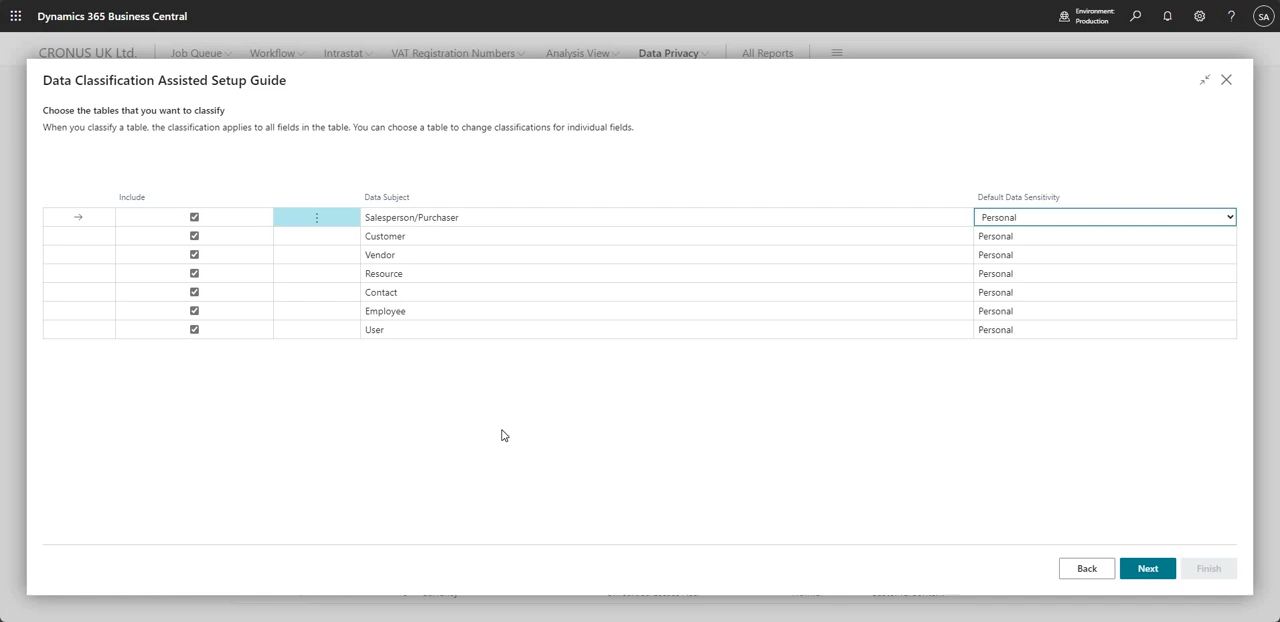 Dynamics 365 Business Central
Environment:
Production
SA
CRONUS UK Ltd.
Job Queue
Workflow
Intrastat
VAT Registration Numbers
Analysis View
Data Privacy
All Reports
Data Classification Assisted Setup Guide
Choose the tables that you want to classify
When you classify a table, the classification applies to all fields in the table. You can choose a table to change classifications for individual fields.
Include Data Subject Default Data Sensitivity
Salesperson/Purchaser Personal
Customer Personal
Vendor Personal
Resource Personal
Contact Personal
Employee Personal
User Personal
Back Next Finish